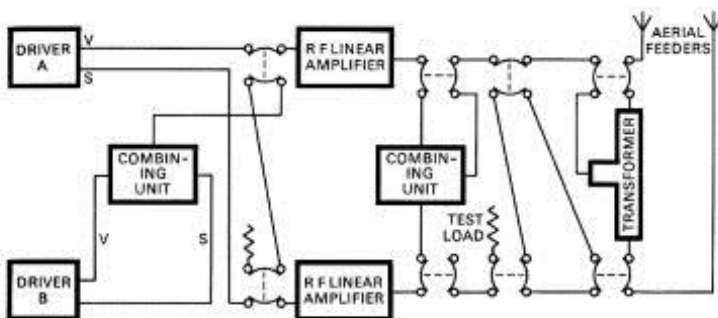 DRIVER
A
V
S
R F LINEAR
AMPLIFIER
AERIAL
FEEDERS
COMBIN-
ING
UNIT
V
S
COMBIN-
ING
UNIT
TRANSFORMER
TEST
LOAD
DRIVER
B
R F LINEAR
AMPLIFIER